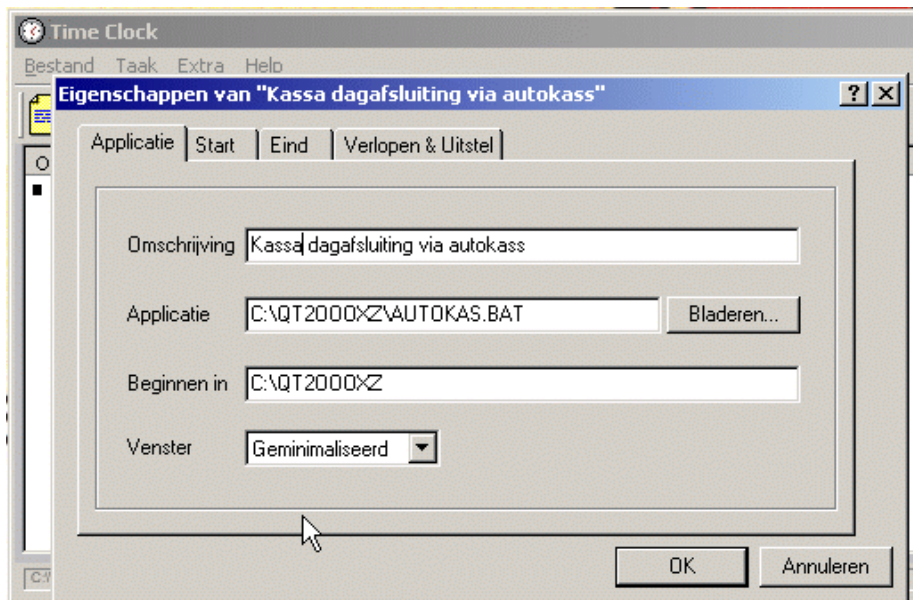 Time Clock
Bestand Taak Extra Help
Eigenschappen van "Kassa dagafsluiting via autokass"
Applicatie Start Eind Verlopen & Uitstel
O
Omschrijving Kassa dagafsluiting via autokass
Applicatie C:\QT2000XZ\AUTOKAS.BAT Bladeren...
Beginnen in C:\QT2000XZ
Venster Geminimaliseerd
OK Annuleren